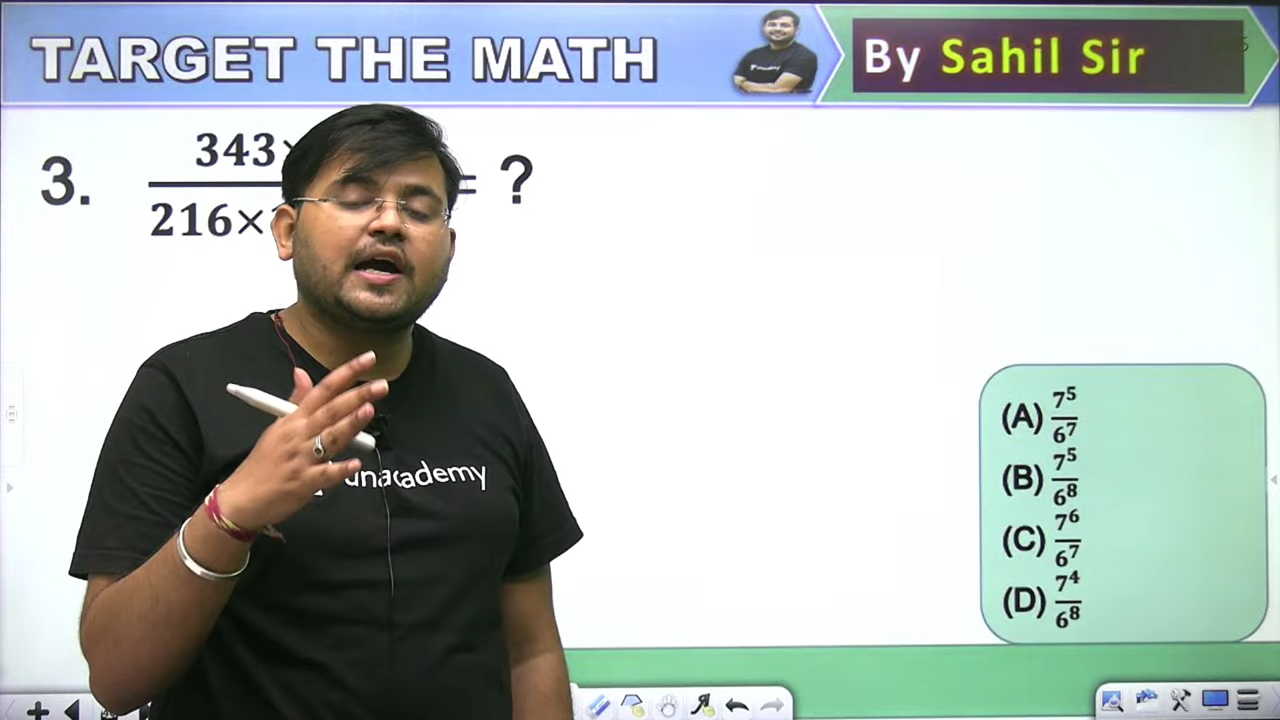 TARGET THE MATH
By Sahil Sir
3. 343×
216×
= ?
unacademy
(A) 7⁵/6⁷
(B) 7⁵/6⁸
(C) 7⁶/6⁷
(D) 7⁴/6⁸